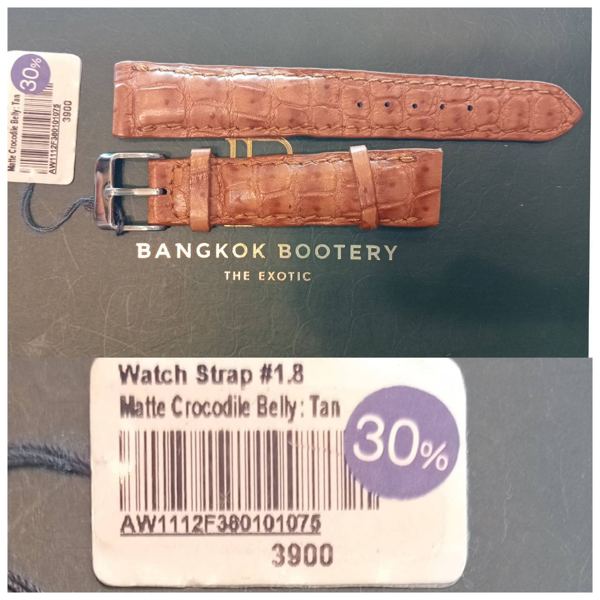 30%
Matte Crocodile Belly: Tan
AW1112F380101075
3900
BANGKOK BOOTERY
THE EXOTIC
Watch Strap #1.8
Matte Crocodile Belly: Tan
30%
AW1112F380101075
3900